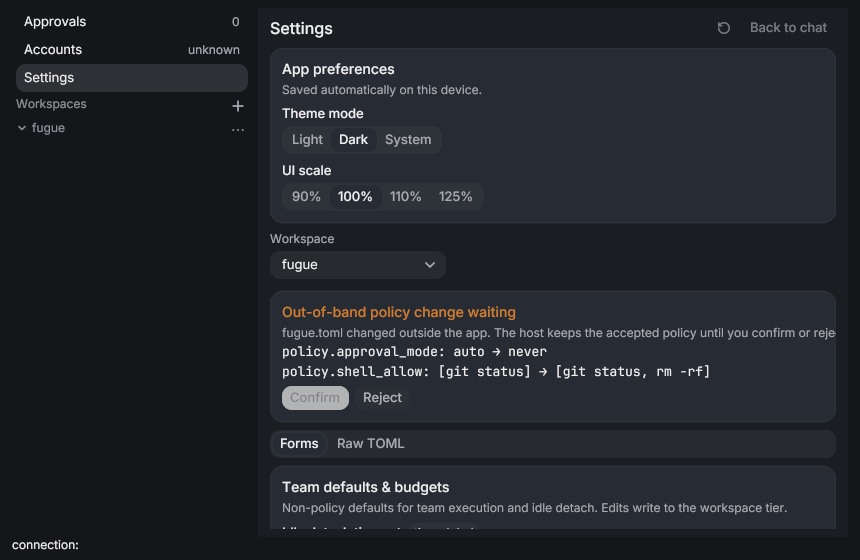 Approvals 0
Accounts unknown
Settings
Workspaces +
fugue ...
connection:
Settings
Back to chat
App preferences
Saved automatically on this device.
Theme mode
Light Dark System
UI scale
90% 100% 110% 125%
Workspace
fugue
Out-of-band policy change waiting
fugue.toml changed outside the app. The host keeps the accepted policy until you confirm or reje
policy.approval_mode: auto → never
policy.shell_allow: [git status] → [git status, rm -rf]
Confirm Reject
Forms Raw TOML
Team defaults & budgets
Non-policy defaults for team execution and idle detach. Edits write to the workspace tier.